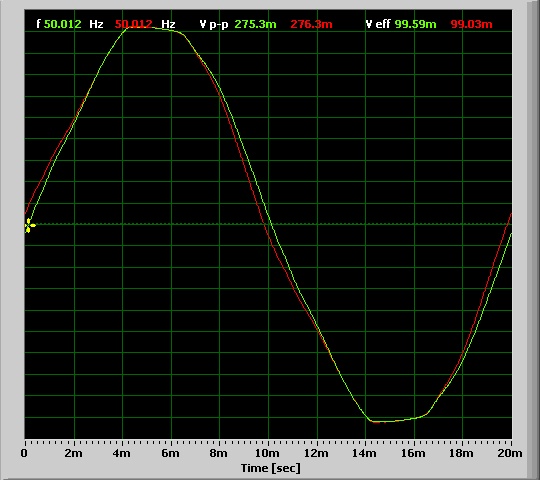 f 50.012 Hz 50.012 Hz V p-p 275.3m 276.3m V eff 99.59m 99.03m
0 2m 4m 6m 8m 10m 12m 14m 16m 18m 20m
Time [sec]